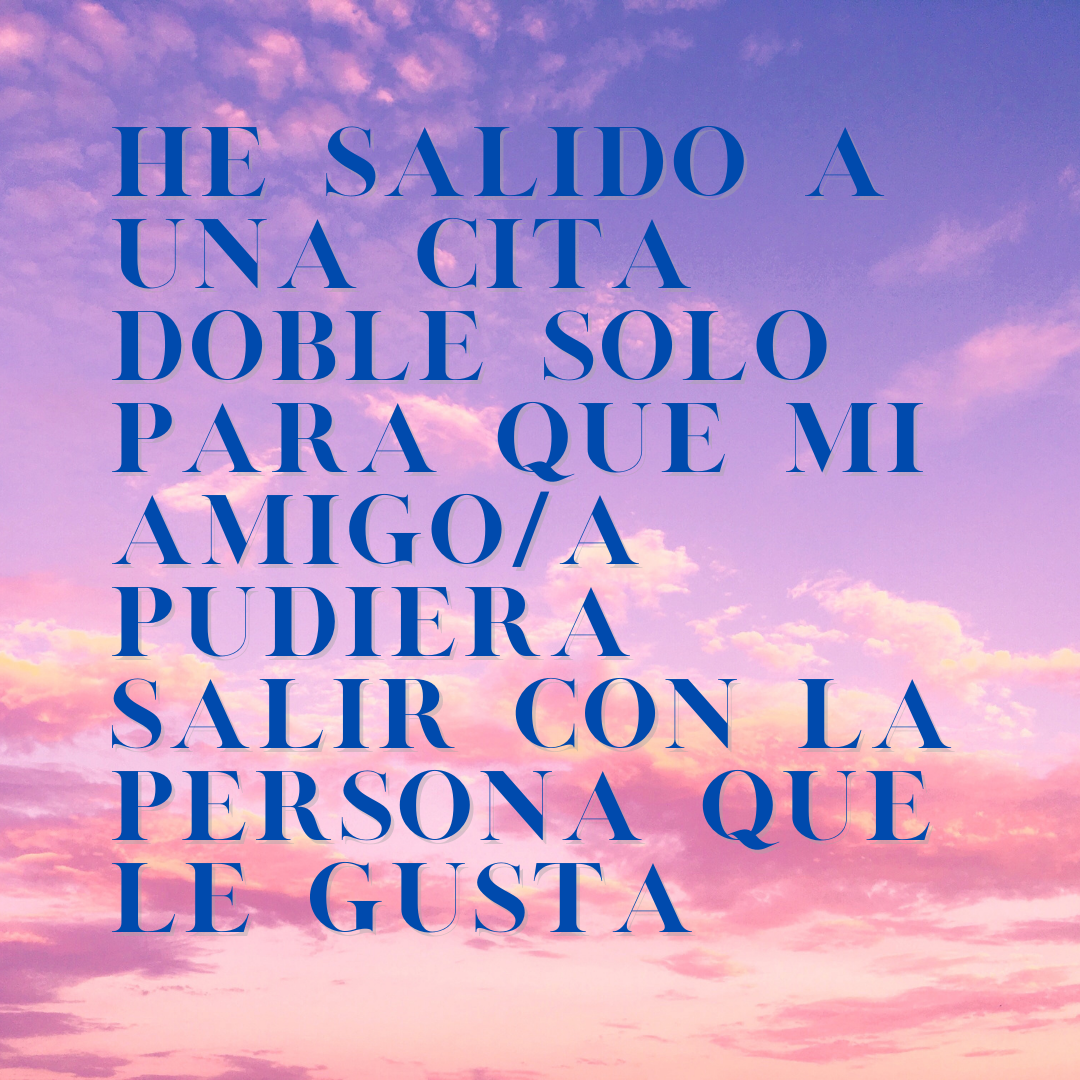 HE SALIDO A
UNA CITA
DOBLE SOLO
PARA QUE MI
AMIGO/A
PUDIERA
SALIR CON LA
PERSONA QUE
LE GUSTA